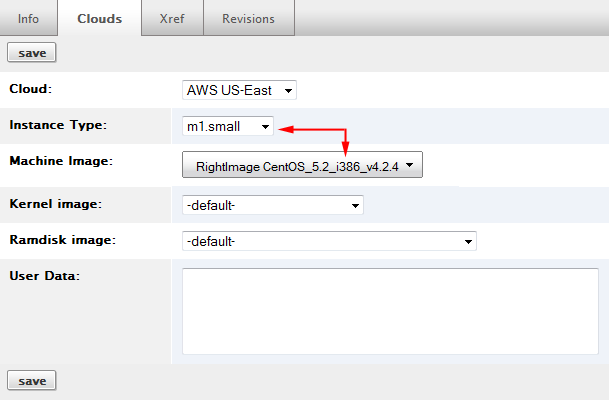 Info Clouds Xref Revisions
save
Cloud: AWS US-East
Instance Type: m1.small
Machine Image: RightImage CentOS_5.2_i386_v4.2.4
Kernel image: -default-
Ramdisk image: -default-
User Data:
save